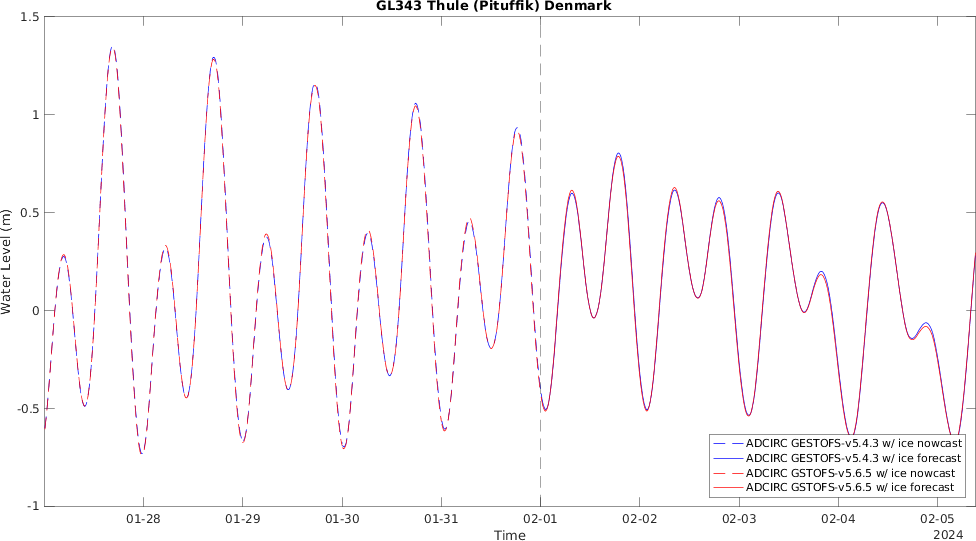 GL343 Thule (Pituffik) Denmark
1.5
1
0.5
0
-0.5
-1
Water Level (m)
01-28
01-29
01-30
01-31
02-01
02-02
02-03
02-04
02-05
Time
2024
ADCIRC GESTOFS-v5.4.3 w/ ice nowcast
ADCIRC GESTOFS-v5.4.3 w/ ice forecast
ADCIRC GSTOFS-v5.6.5 w/ ice nowcast
ADCIRC GSTOFS-v5.6.5 w/ ice forecast